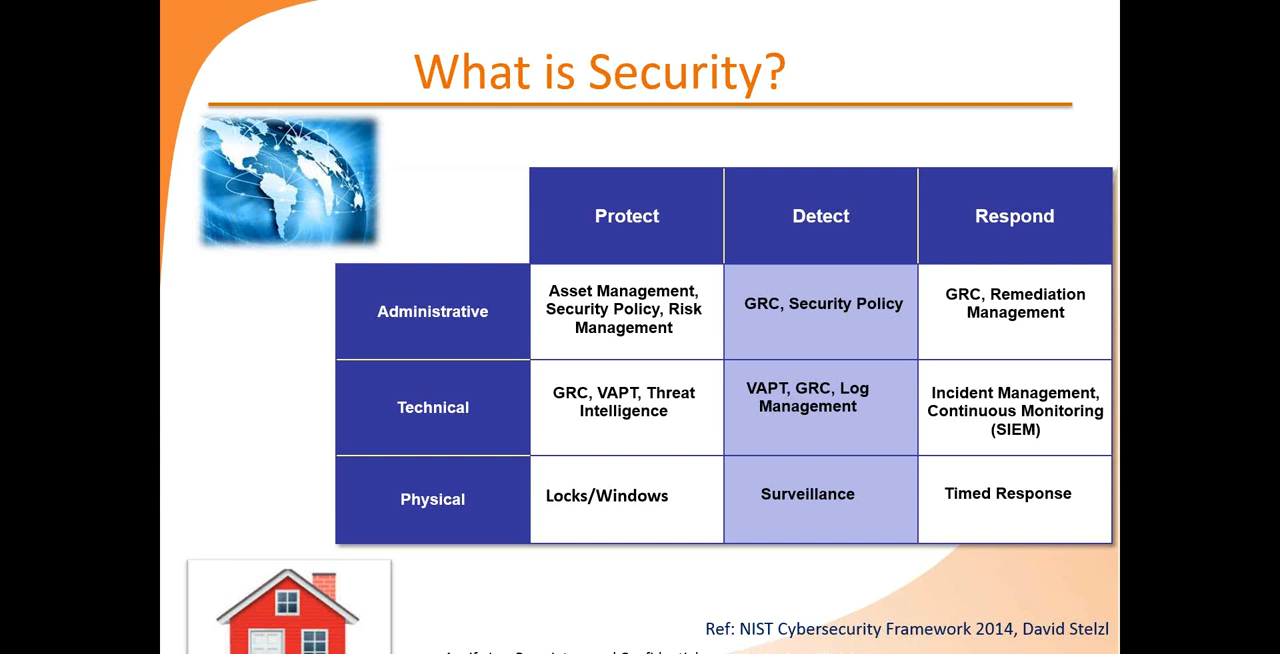 What is Security?
Protect
Detect
Respond
Administrative
Asset Management,
Security Policy, Risk
Management
GRC, Security Policy
GRC, Remediation
Management
Technical
GRC, VAPT, Threat
Intelligence
VAPT, GRC, Log
Management
Incident Management,
Continuous Monitoring
(SIEM)
Physical
Locks/Windows
Surveillance
Timed Response
Ref: NIST Cybersecurity Framework 2014, David Stelzl